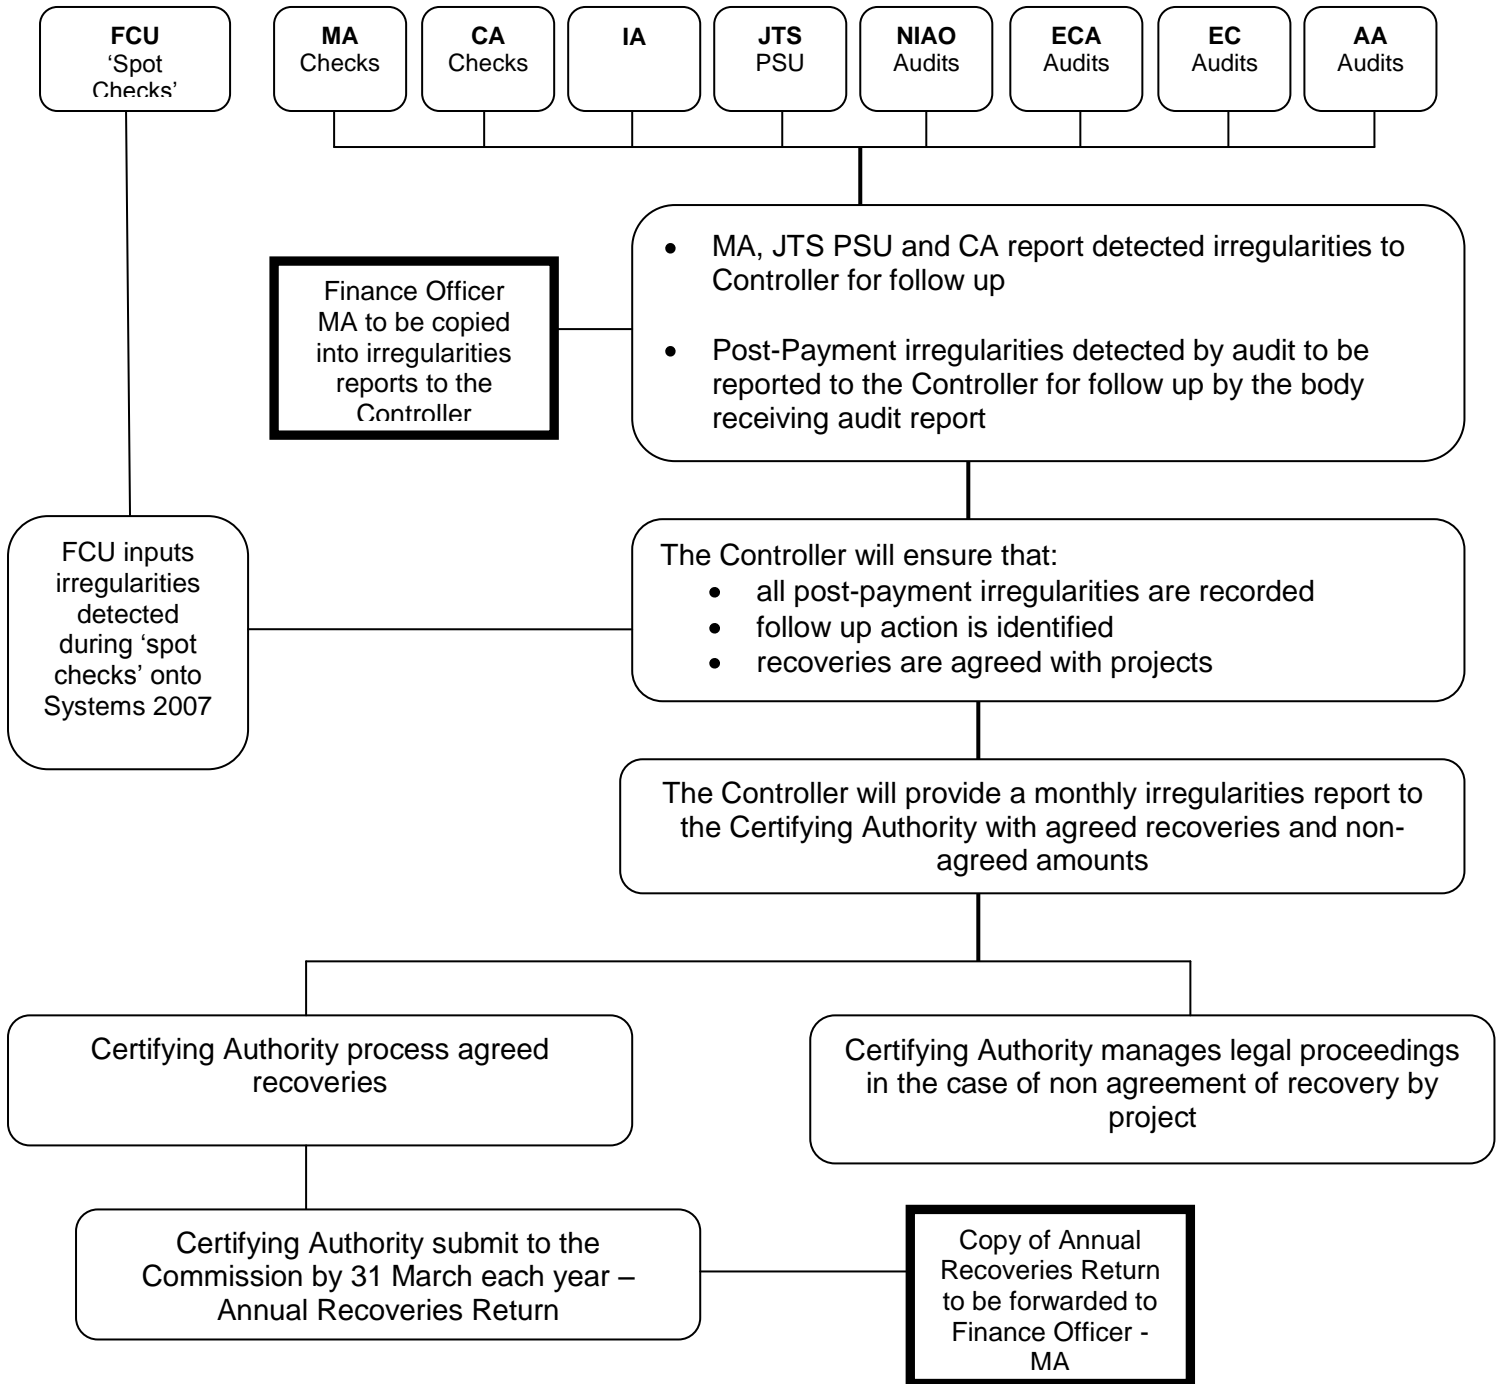 FCU
‘Spot
Checks’
MA
Checks
CA
Checks
IA
JTS
PSU
NIAO
Audits
ECA
Audits
EC
Audits
AA
Audits
• MA, JTS PSU and CA report detected irregularities to
Controller for follow up
• Post-Payment irregularities detected by audit to be
reported to the Controller for follow up by the body
receiving audit report
Finance Officer
MA to be copied
into irregularities
reports to the
Controller
FCU inputs
irregularities
detected
during ‘spot
checks’ onto
Systems 2007
The Controller will ensure that:
• all post-payment irregularities are recorded
• follow up action is identified
• recoveries are agreed with projects
The Controller will provide a monthly irregularities report to
the Certifying Authority with agreed recoveries and non-
agreed amounts
Certifying Authority process agreed
recoveries
Certifying Authority manages legal proceedings
in the case of non agreement of recovery by
project
Certifying Authority submit to the
Commission by 31 March each year –
Annual Recoveries Return
Copy of Annual
Recoveries Return
to be forwarded to
Finance Officer -
MA